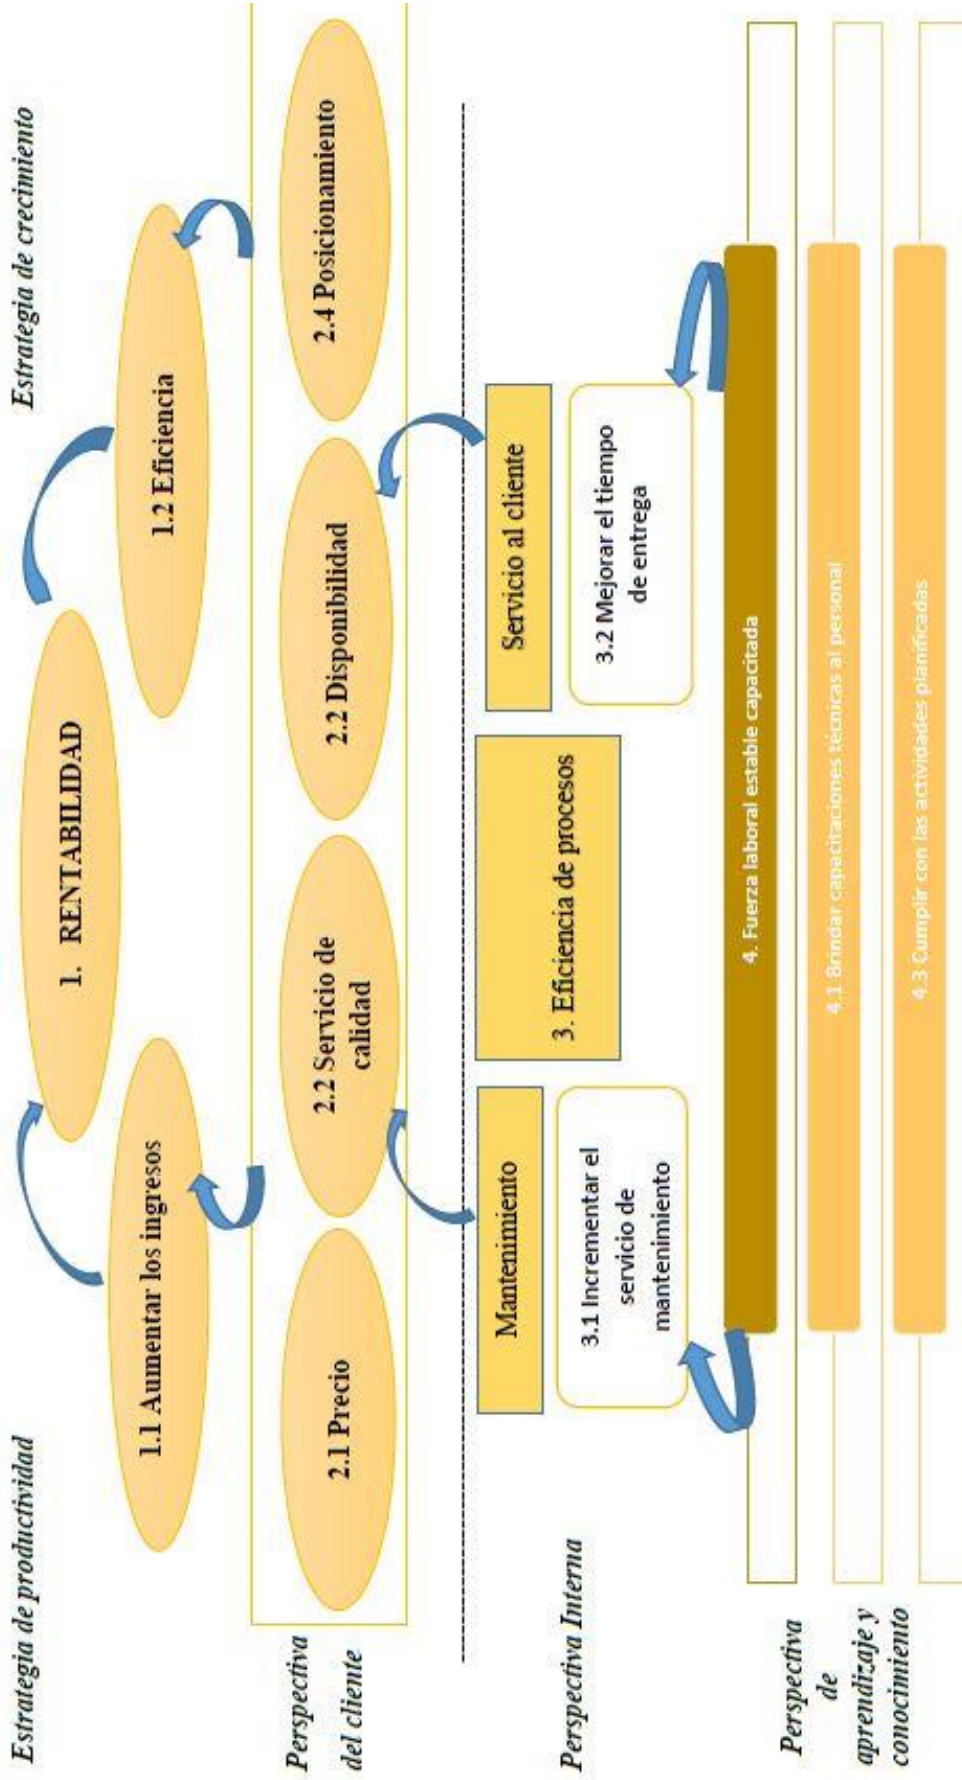 Estrategia de productividad
Estrategia de crecimiento
1. RENTABILIDAD
1.1 Aumentar los ingresos
1.2 Eficiencia
Perspectiva
del cliente
2.1 Precio
2.2 Servicio de
calidad
2.2 Disponibilidad
2.4 Posicionamiento
Perspectiva Interna
Mantenimiento
3.1 Incrementar el
servicio de
mantenimiento
3. Eficiencia de procesos
Servicio al cliente
3.2 Mejorar el tiempo
de entrega
Perspectiva
de
aprendizaje y
conocimiento
4. Fuerza laboral estable capacitada
4.1 Brindar capacitaciones técnicas al personal
4.3 Cumplir con las actividades planificadas